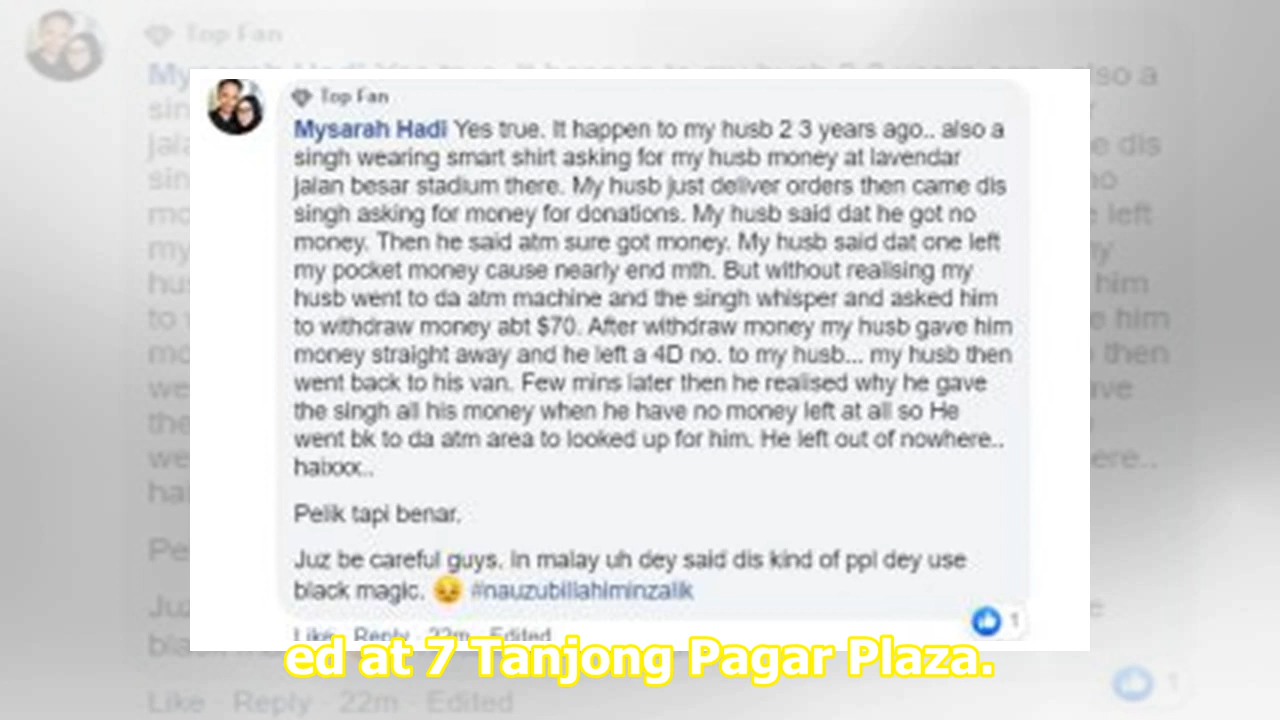 Top Fan
Mysarah Hadi Yes true. It happen to my husb 2 3 years ago.. also a
singh wearing smart shirt asking for my husb money at lavendar
jalan besar stadium there. My husb just deliver orders then came dis
singh asking for money for donations. My husb said dat he got no
money. Then he said atm sure got money. My husb said dat one left
my pocket money cause nearly end mth. But without realising my
husb went to da atm machine and the singh whisper and asked him
to withdraw money abt $70. After withdraw money my husb gave him
money straight away and he left a 4D no. to my husb... my husb then
went back to his van. Few mins later then he realised why he gave
the singh all his money when he have no money left at all so He
went bk to da atm area to looked up for him. He left out of nowhere..
haixxx..
Pelik tapi benar.
Juz be careful guys. In malay uh dey said dis kind of ppl dey use
black magic. 😣 #nauzubillahiminzalik
1
Like Reply 22m Edited
ed at 7 Tanjong Pagar Plaza.